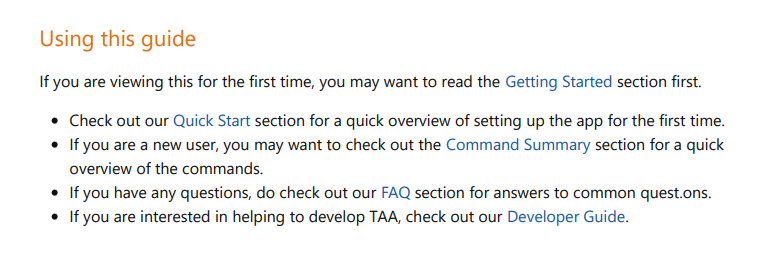 Using this guide
If you are viewing this for the first time, you may want to read the Getting Started section first.
• Check out our Quick Start section for a quick overview of setting up the app for the first time.
• If you are a new user, you may want to check out the Command Summary section for a quick
overview of the commands.
• If you have any questions, do check out our FAQ section for answers to common quest.ons.
• If you are interested in helping to develop TAA, check out our Developer Guide.